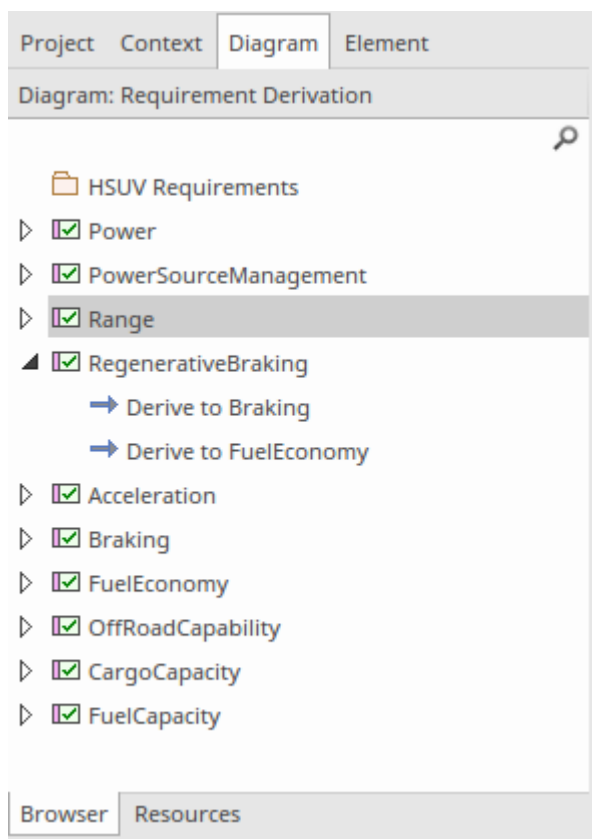 Project Context Diagram Element
Diagram: Requirement Derivation
HSUV Requirements
Power
PowerSourceManagement
Range
RegenerativeBraking
Derive to Braking
Derive to FuelEconomy
Acceleration
Braking
FuelEconomy
OffRoadCapability
CargoCapacity
FuelCapacity
Browser Resources